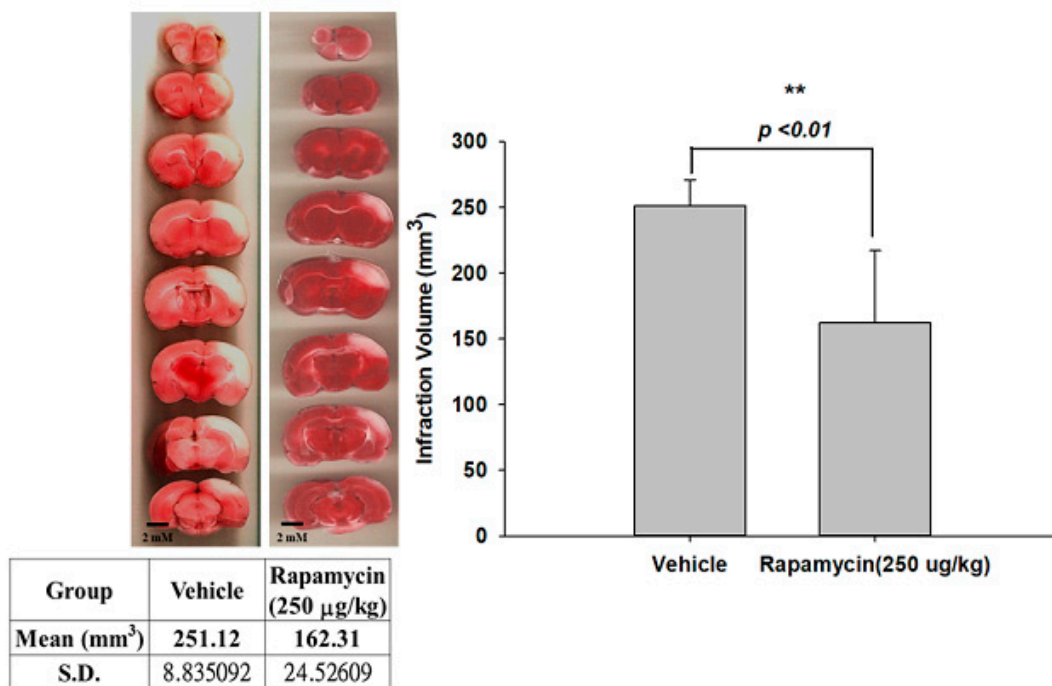 2 mM
2 mM
Group Vehicle Rapamycin (250 μg/kg)
Mean (mm³) 251.12 162.31
S.D. 8.835092 24.52609
**
p <0.01
Infraction Volume (mm³)
300
250
200
150
100
50
0
Vehicle Rapamycin(250 ug/kg)